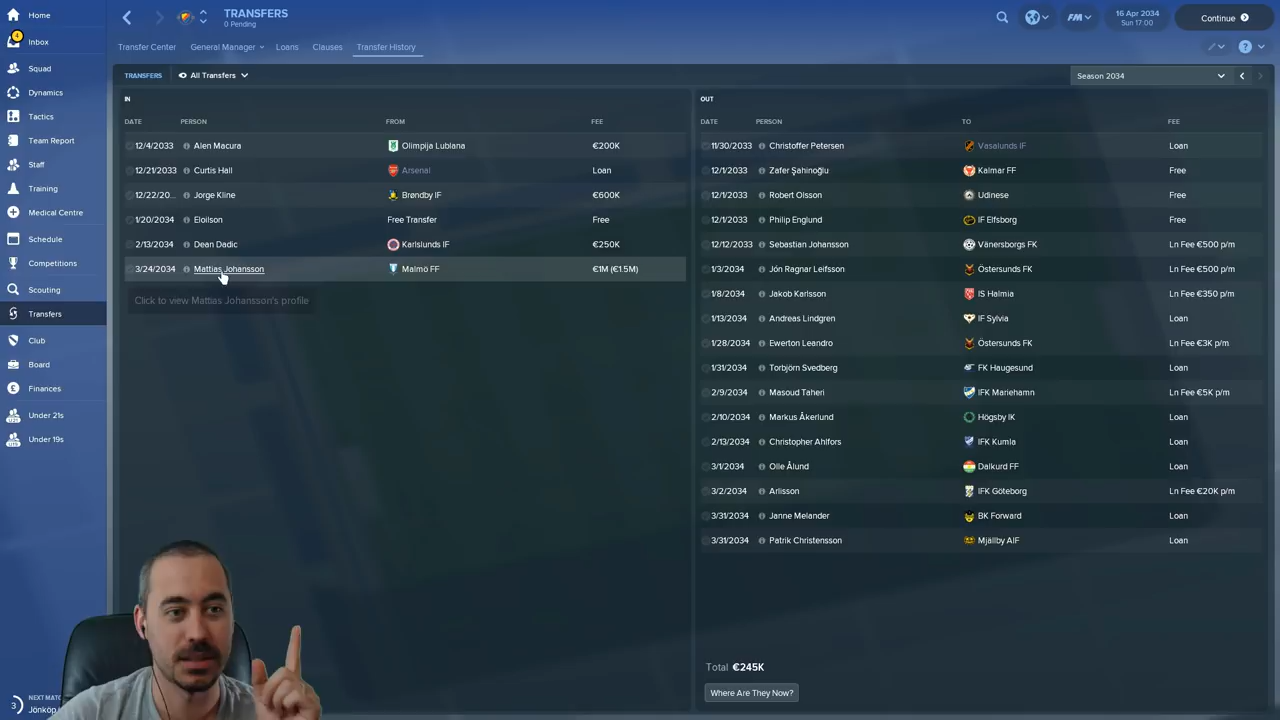 Home
TRANSFERS
0 Pending
16 Apr 2034
Sun 17:00
FM
Continue
4
Inbox
Transfer Center
General Manager
Loans
Clauses
Transfer History
?
Squad
Dynamics
Tactics
Team Report
Staff
Training
Medical Centre
Schedule
Competitions
Scouting
Transfers
Club
Board
Finances
Under 21s
Under 19s
TRANSFERS
All Transfers
Season 2034
IN
DATE PERSON FROM FEE
12/4/2033 Alen Macura Olimpija Lublana €200K
12/21/2033 Curtis Hall Arsenal Loan
12/22/20... Jorge Kline Brøndby IF €600K
1/20/2034 Eloilson Free Transfer Free
2/13/2034 Dean Dadic Karlslunds IF €250K
3/24/2034 Mattias Johansson Malmö FF €1M (€1.5M)
Click to view Mattias Johansson's profile
OUT
DATE PERSON TO FEE
11/30/2033 Christoffer Petersen Vasalunds IF Loan
12/1/2033 Zafer Şahinoğlu Kalmar FF Free
12/1/2033 Robert Olsson Udinese Free
12/1/2033 Philip Englund IF Elfsborg Free
12/12/2033 Sebastian Johansson Vänersborgs FK Ln Fee €500 p/m
1/3/2034 Jón Ragnar Leifsson Östersunds FK Ln Fee €500 p/m
1/8/2034 Jakob Karlsson IS Halmia Ln Fee €350 p/m
1/13/2034 Andreas Lindgren IF Sylvia Loan
1/28/2034 Ewerton Leandro Östersunds FK Ln Fee €3K p/m
1/31/2034 Torbjörn Svedberg FK Haugesund Loan
2/9/2034 Masoud Taheri IFK Mariehamn Ln Fee €5K p/m
2/10/2034 Markus Åkerlund Högsby IK Loan
2/13/2034 Christopher Ahlfors IFK Kumla Loan
3/1/2034 Olle Ålund Dalkurd FF Loan
3/2/2034 Arlisson IFK Göteborg Ln Fee €20K p/m
3/31/2034 Janne Melander BK Forward Loan
3/31/2034 Patrik Christensson Mjällby AIF Loan
Total €245K
Where Are They Now?
3
NEXT MATC
Jönköp